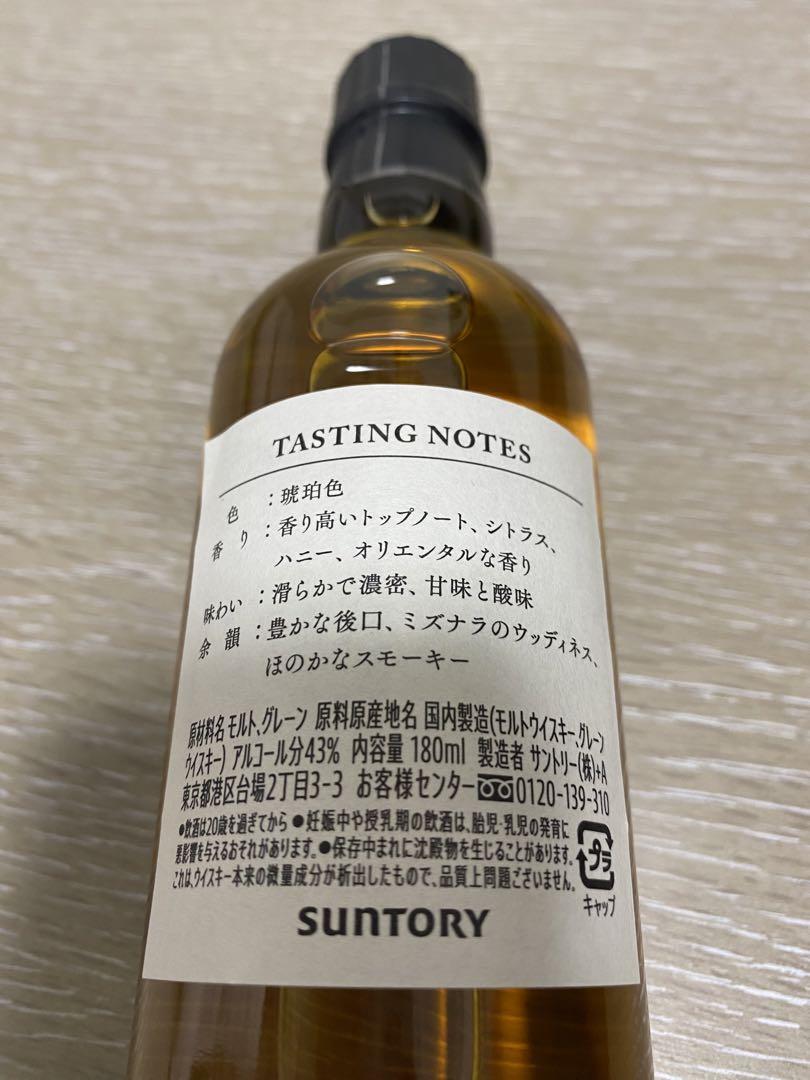 TASTING NOTES
色 : 琥珀色
香り : 香り高いトップノート、シトラス、
ハニー、オリエンタルな香り
味わい : 滑らかで濃密、甘味と酸味
余韻 : 豊かな後口、ミズナラのウッディネス、
ほのかなスモーキー
原材料名 モルト、グレーン 原料原産地名 国内製造(モルトウイスキー、グレーン
ウイスキー) アルコール分43% 内容量 180ml 製造者 サントリー(株)+A
東京都港区台場2丁目3-3 お客様センター 0120-139-310
●飲酒は20歳を過ぎてから ●妊娠中や授乳期の飲酒は、胎児・乳児の発育に
悪影響を与えるおそれがあります。●保存中まれに沈殿物を生じることがあります。
これは、ウイスキー本来の微量成分が析出したもので、品質上問題ございません。
プラ
キャップ
SUNTORY